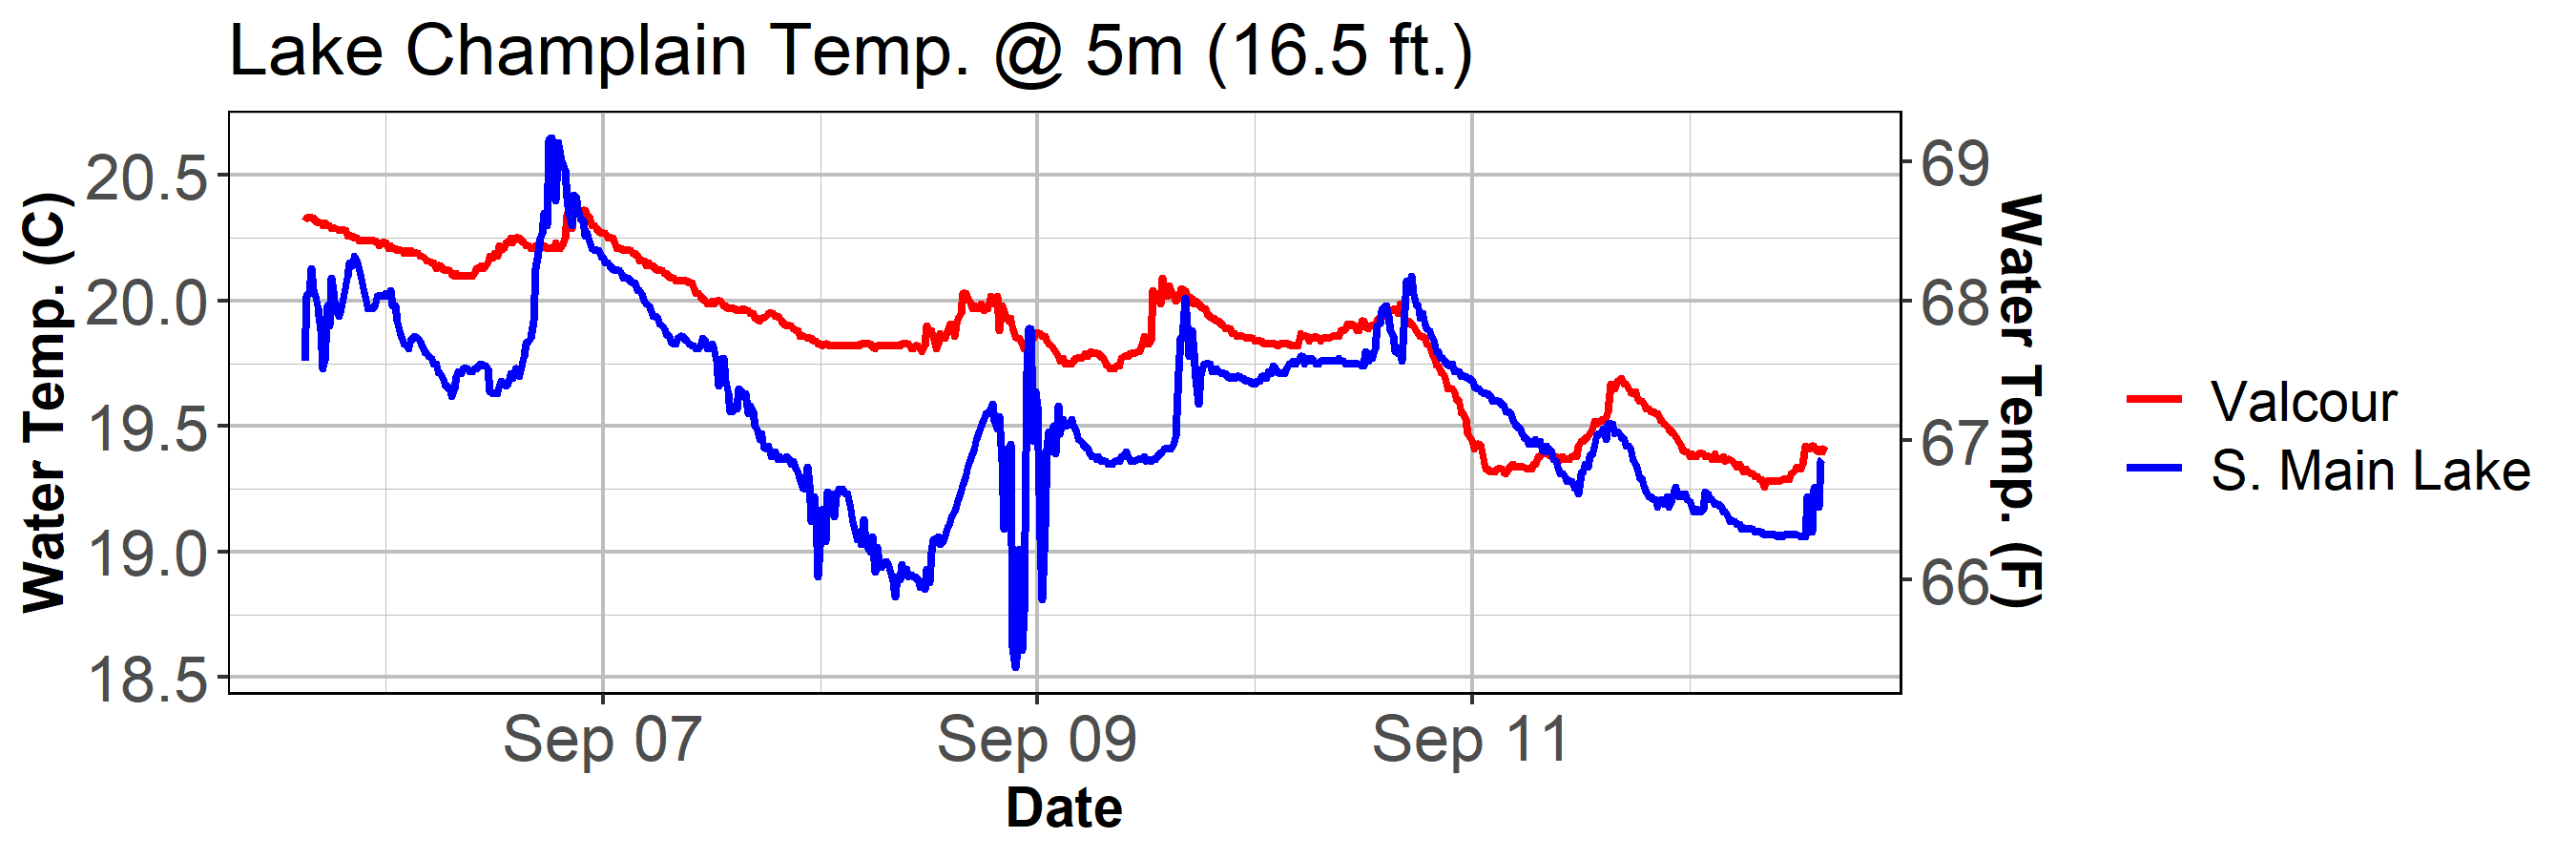 Lake Champlain Temp. @ 5m (16.5 ft.)
Water Temp. (C)
20.5
20.0
19.5
19.0
18.5
69
68
67
66
Water Temp. (F)
Sep 07
Sep 09
Sep 11
Date
Valcour
S. Main Lake